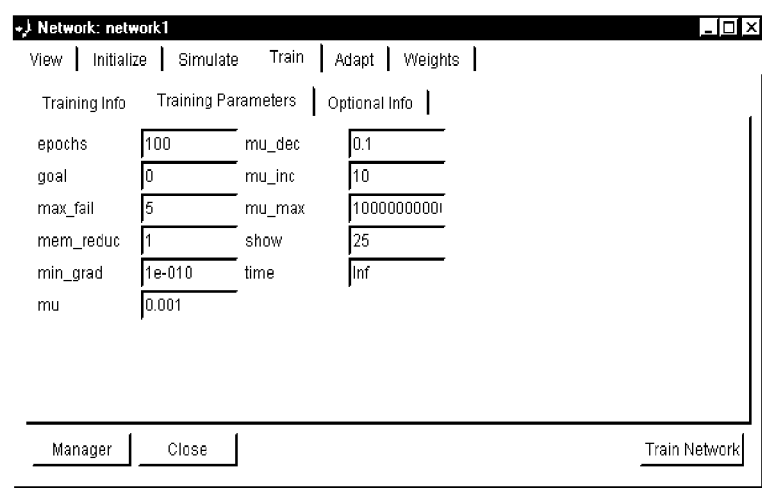 Network: network1
View Initialize Simulate Train Adapt Weights
Training Info Training Parameters Optional Info
epochs 100 mu_dec 0.1
goal 0 mu_inc 10
max_fail 5 mu_max 1000000000
mem_reduc 1 show 25
min_grad 1e-010 time Inf
mu 0.001
Manager Close Train Network